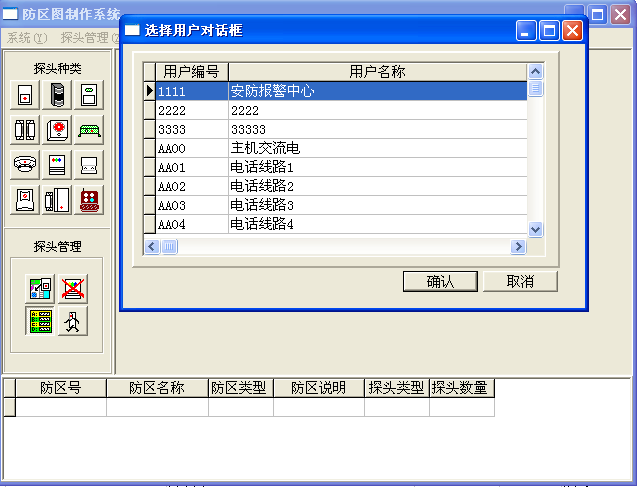 防区图制作系统
系统(Y) 探头管理(Z
选择用户对话框
探头种类
用户编号 用户名称
1111 安防报警中心
2222 2222
3333 33333
AA00 主机交流电
AA01 电话线路1
AA02 电话线路2
AA03 电话线路3
AA04 电话线路4
探头管理
确认 取消
防区号 防区名称 防区类型 防区说明 探头类型 探头数量